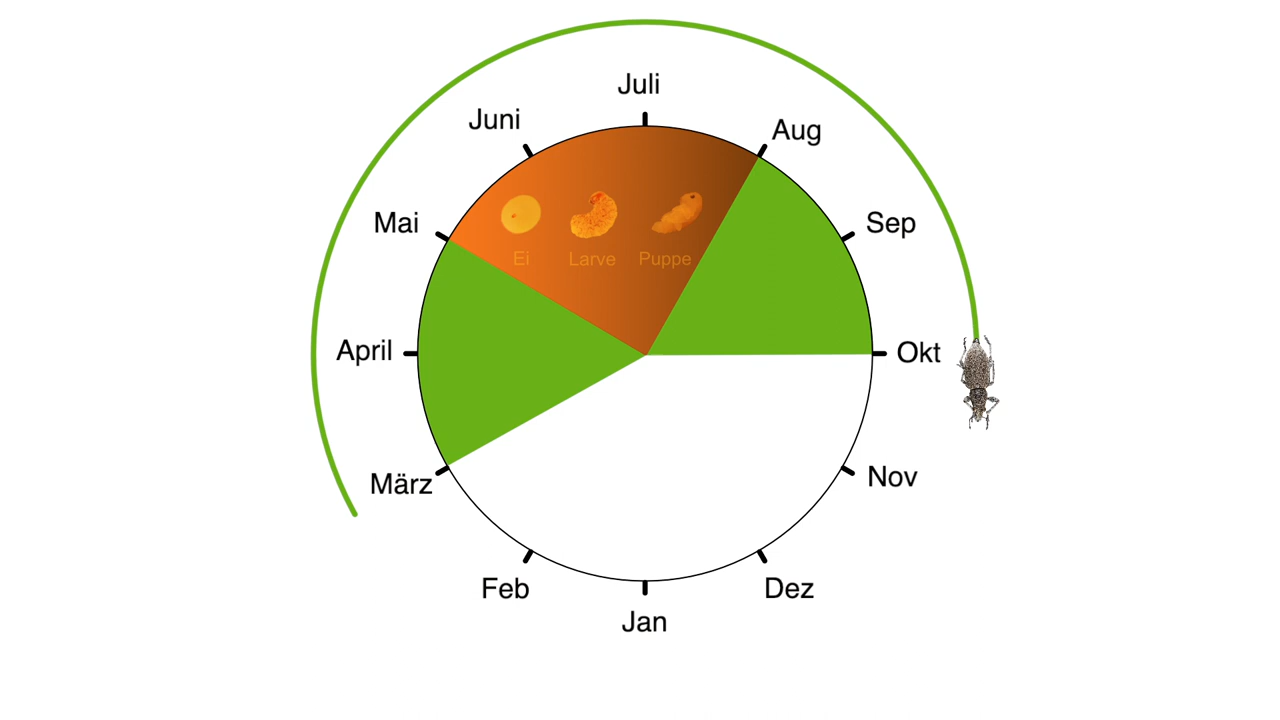 Juli
Juni
Aug
Mai
Sep
Ei
Larve
Puppe
April
Okt
März
Nov
Feb
Dez
Jan